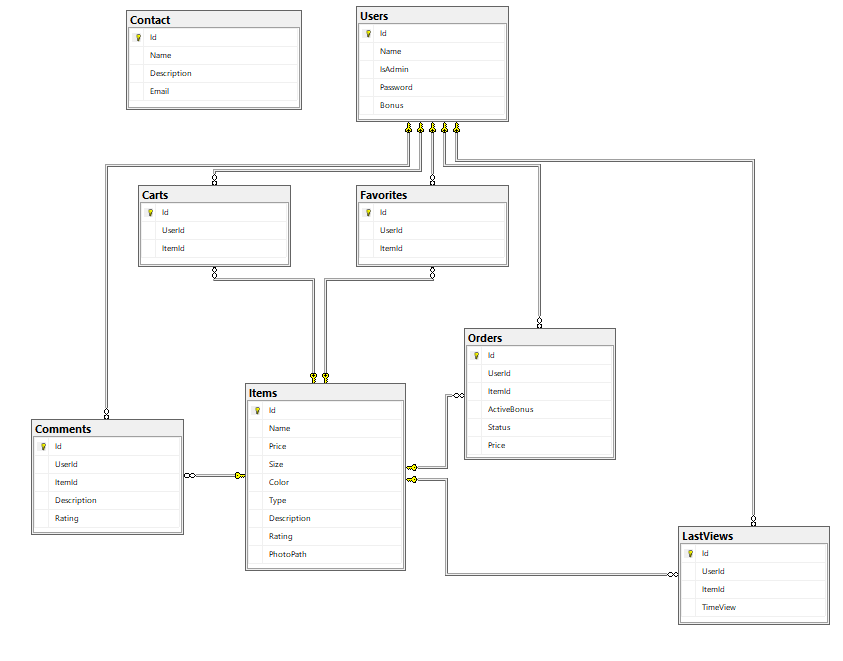 Contact
Id
Name
Description
Email
Users
Id
Name
IsAdmin
Password
Bonus
Carts
Id
UserId
ItemId
Favorites
Id
UserId
ItemId
Orders
Id
UserId
ItemId
ActiveBonus
Status
Price
Items
Id
Name
Price
Size
Color
Type
Description
Rating
PhotoPath
Comments
Id
UserId
ItemId
Description
Rating
LastViews
Id
UserId
ItemId
TimeView